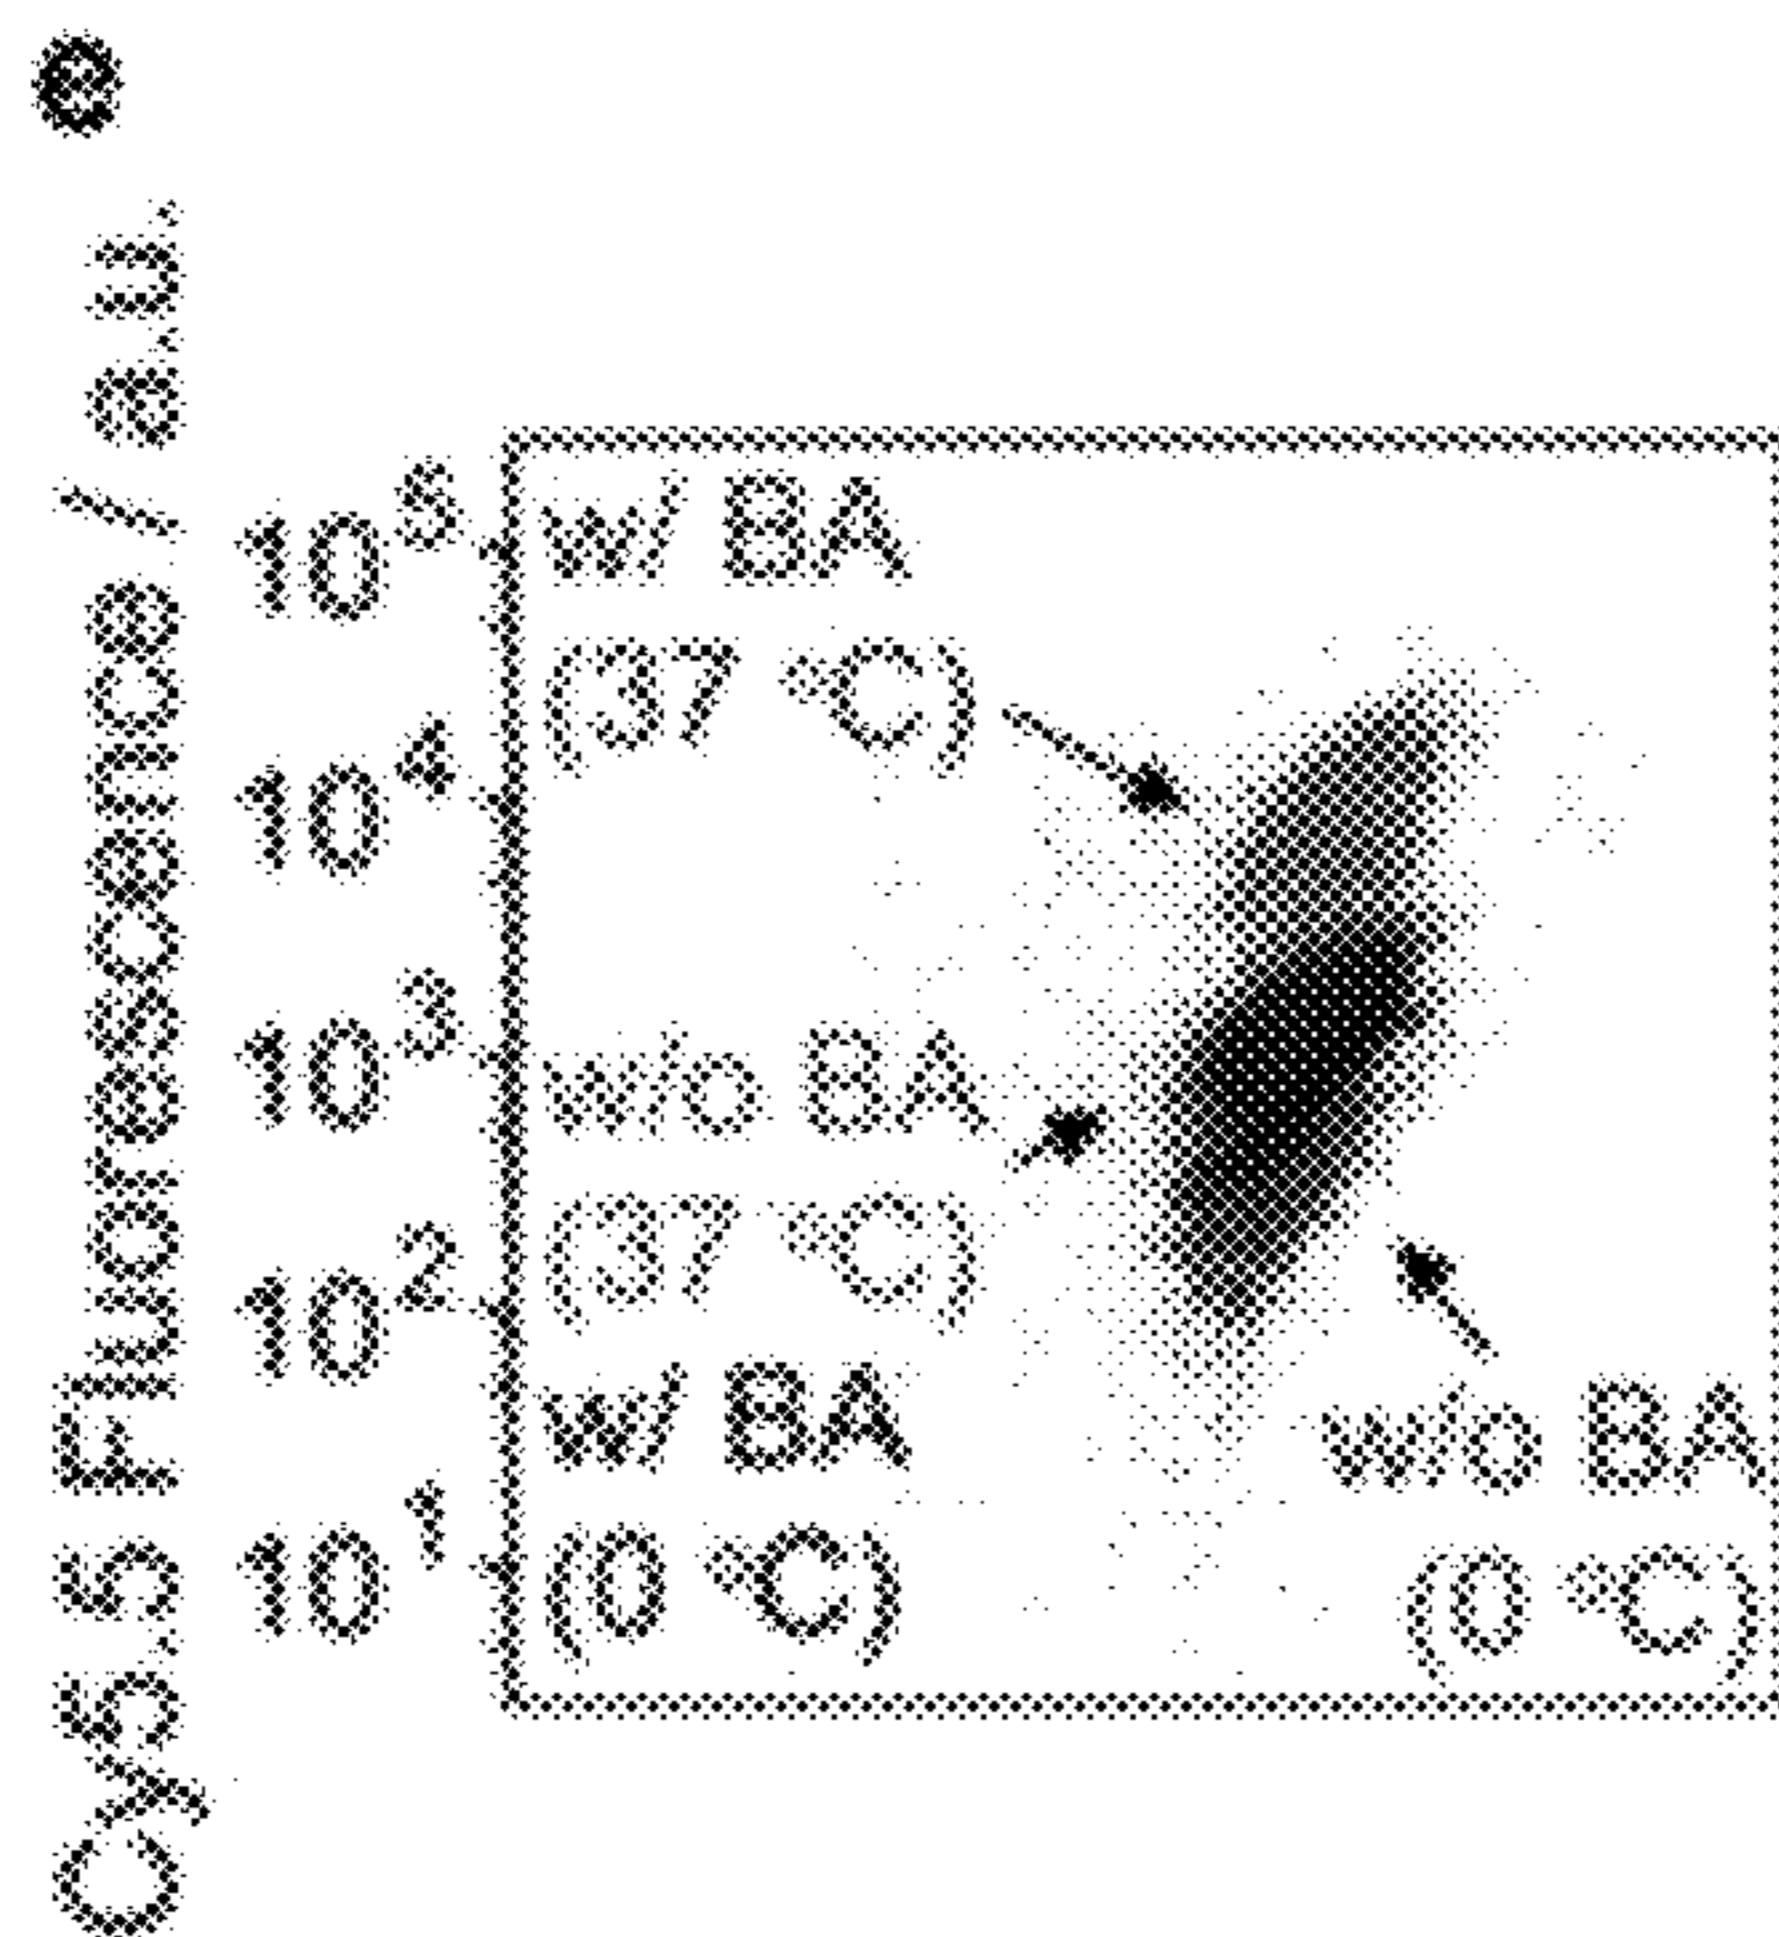 e
Cy5.5 Fluorescence / a.u.
10^5
10^4
10^3
10^2
10^1
w/ BA
(37 °C)
w/o BA
(37 °C)
w/ BA
(0 °C)
w/o BA
(0 °C)